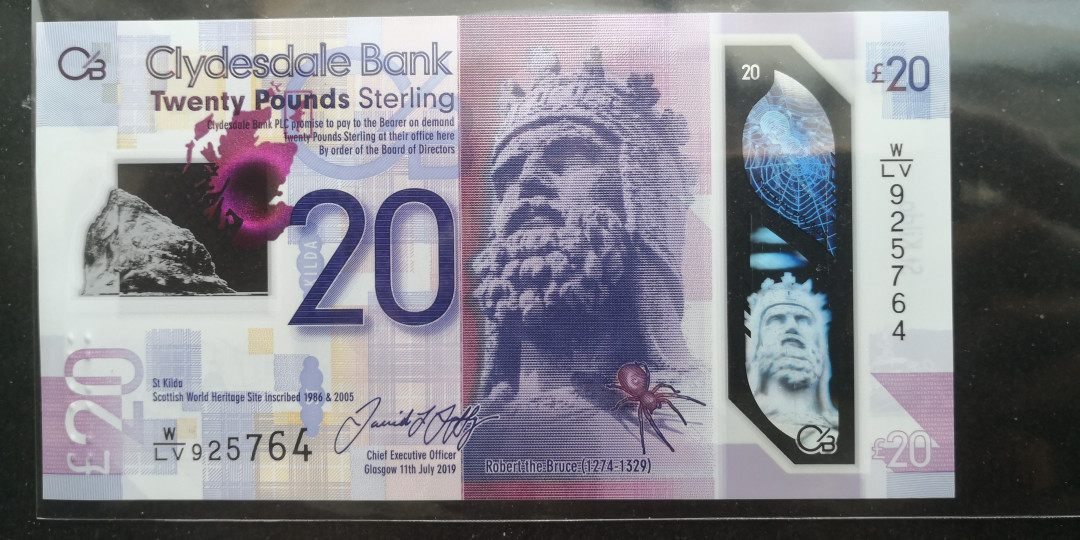 CB
Clydesdale Bank
Twenty Pounds Sterling
Clydesdale Bank PLC promise to pay to the Bearer on demand
Twenty Pounds Sterling at their office here
By order of the Board of Directors
20
KILDA
£20
St Kilda
Scottish World Heritage Site inscribed 1986 & 2005
W
LV 925764
Chief Executive Officer
Glasgow 11th July 2019
Robert the Bruce (1274-1329)
20
CB
£20
W
LV
925764
£20